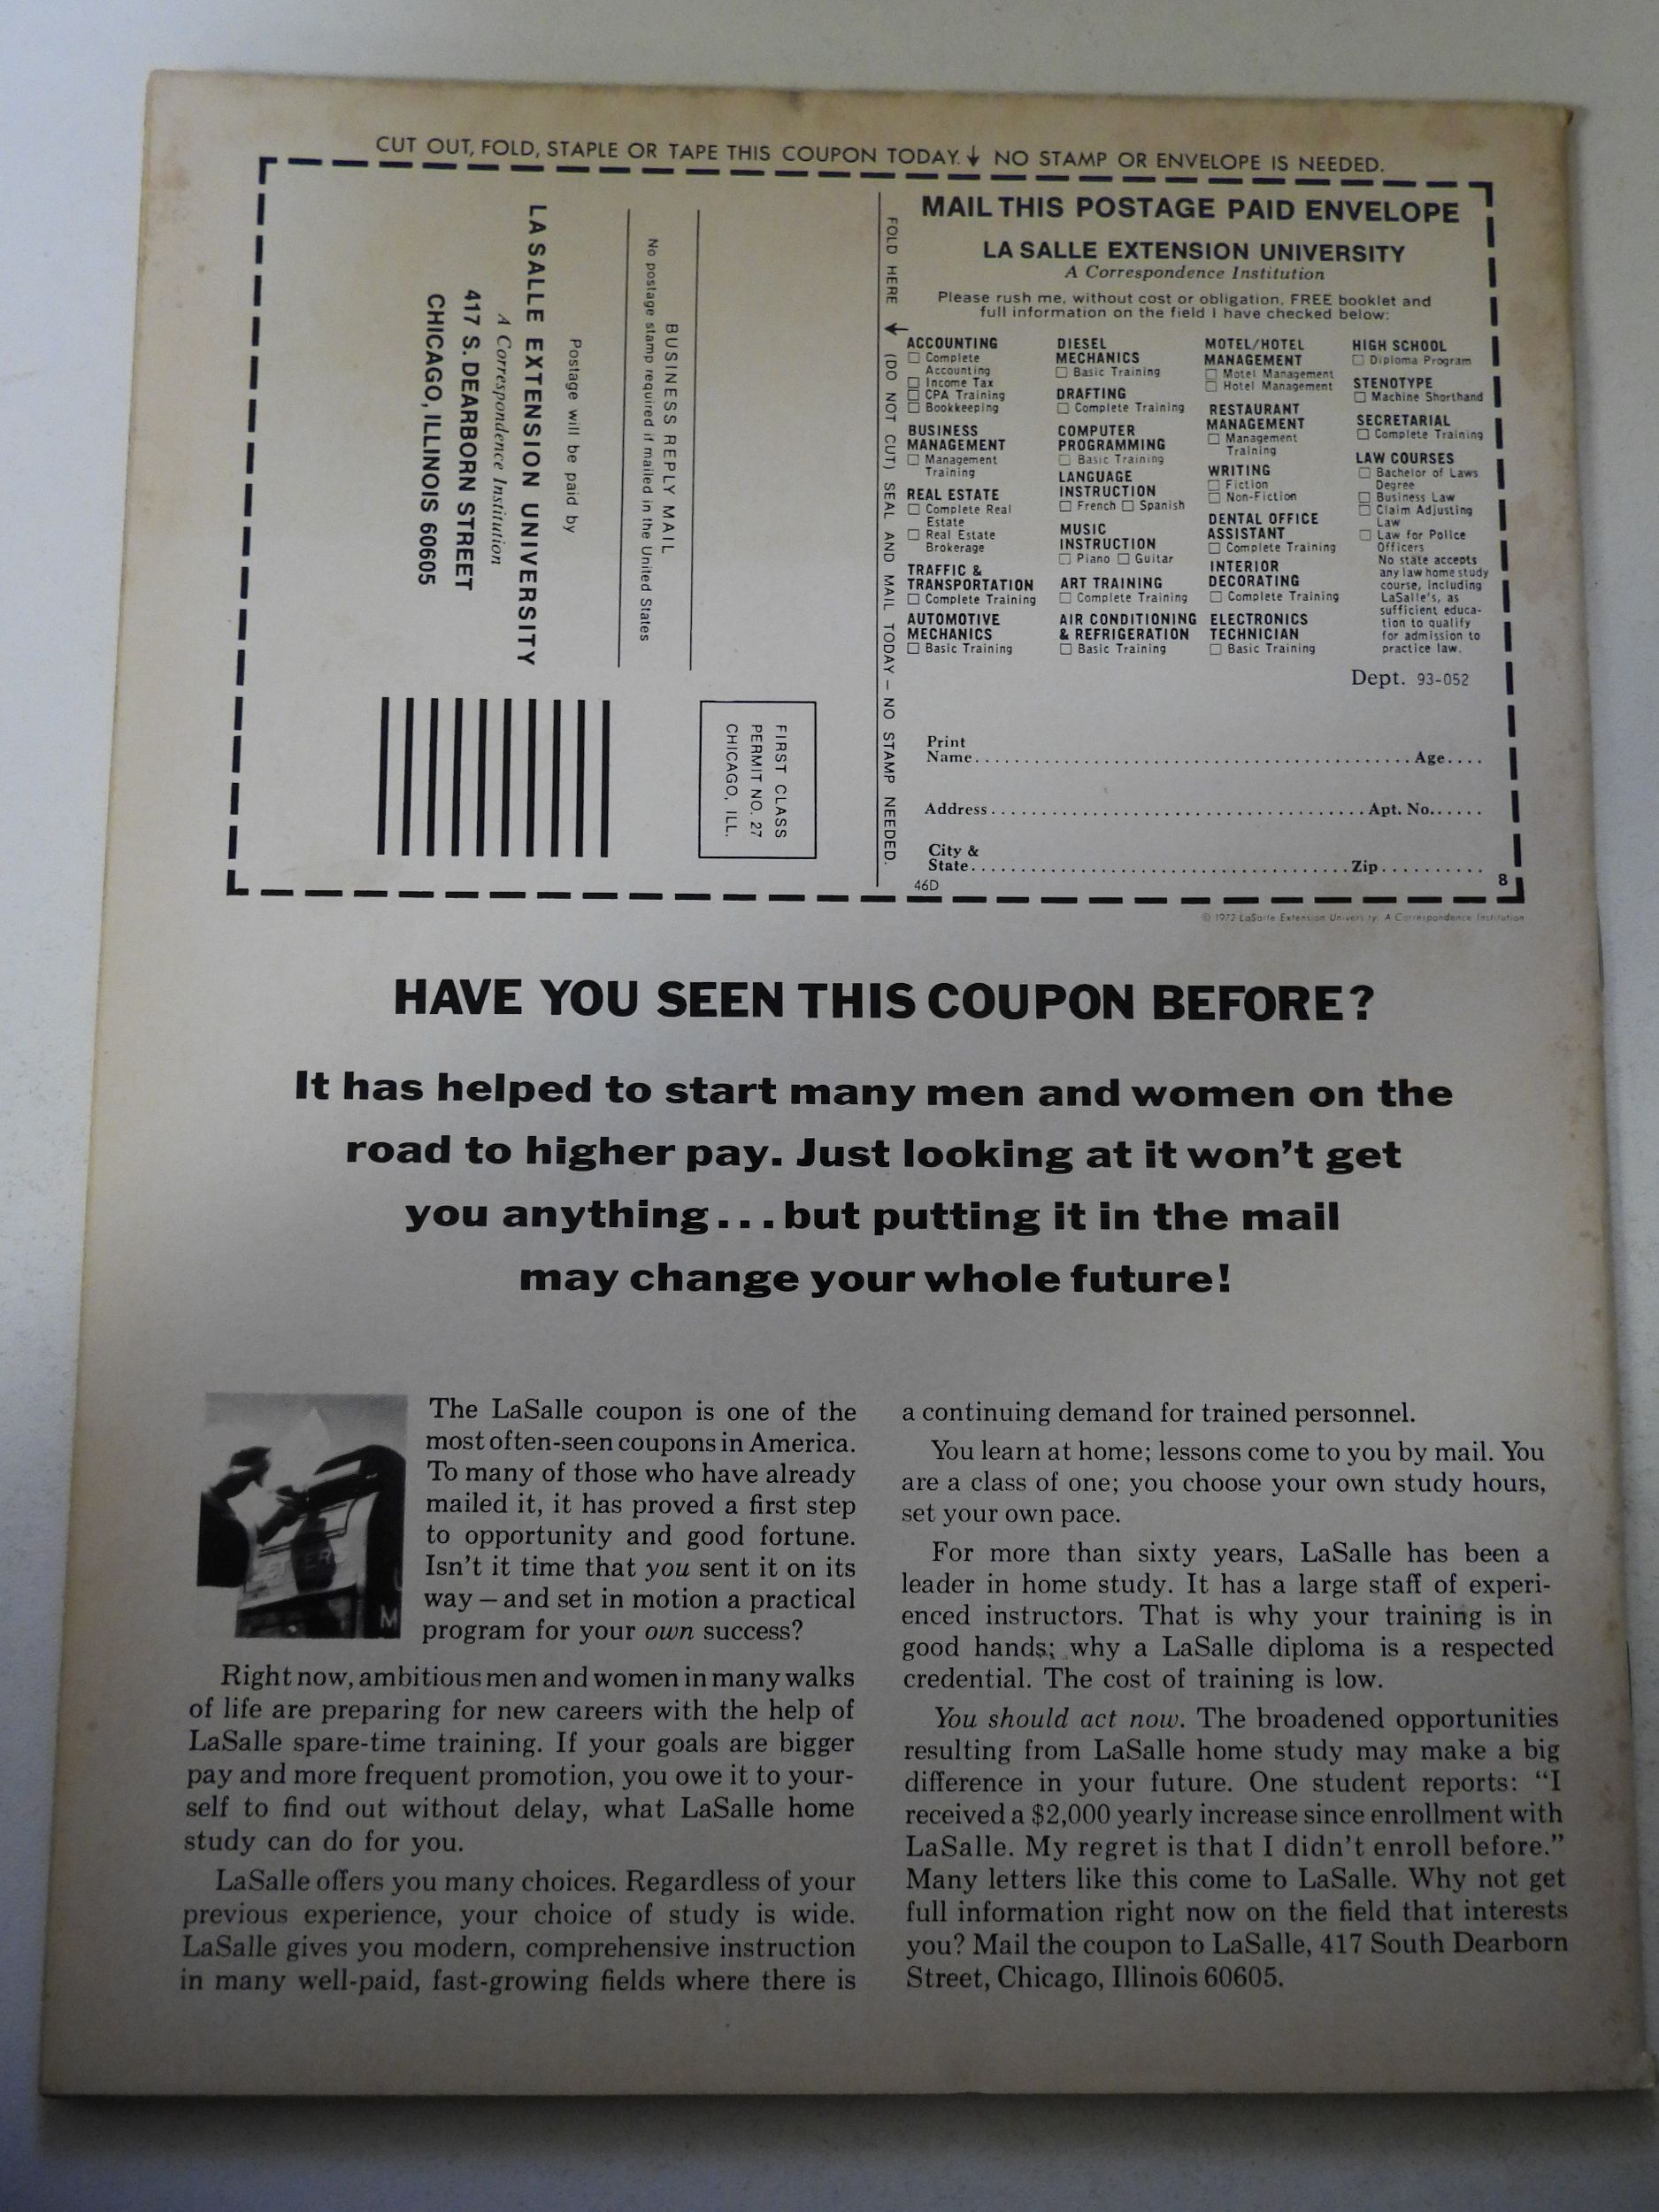 CUT OUT, FOLD, STAPLE OR TAPE THIS COUPON TODAY. ↓ NO STAMP OR ENVELOPE IS NEEDED.
FIRST CLASS
PERMIT NO. 27
CHICAGO, ILL.
BUSINESS REPLY MAIL
No postage stamp required if mailed in the United States
Postage will be paid by
LA SALLE EXTENSION UNIVERSITY
A Correspondence Institution
417 S. DEARBORN STREET
CHICAGO, ILLINOIS 60605
FOLD HERE ↓ (DO NOT CUT) SEAL AND MAIL TODAY – NO STAMP NEEDED.
MAIL THIS POSTAGE PAID ENVELOPE
LA SALLE EXTENSION UNIVERSITY
A Correspondence Institution
Please rush me, without cost or obligation, FREE booklet and
full information on the field I have checked below:
ACCOUNTING
☐ Complete
Accounting
☐ Income Tax
☐ CPA Training
☐ Bookkeeping
BUSINESS
MANAGEMENT
☐ Management
Training
REAL ESTATE
☐ Complete Real
Estate
☐ Real Estate
Brokerage
TRAFFIC &
TRANSPORTATION
☐ Complete Training
AUTOMOTIVE
MECHANICS
☐ Basic Training
DIESEL
MECHANICS
☐ Basic Training
DRAFTING
☐ Complete Training
COMPUTER
PROGRAMMING
☐ Basic Training
LANGUAGE
INSTRUCTION
☐ French ☐ Spanish
MUSIC
INSTRUCTION
☐ Piano ☐ Guitar
ART TRAINING
☐ Complete Training
AIR CONDITIONING
& REFRIGERATION
☐ Basic Training
MOTEL/HOTEL
MANAGEMENT
☐ Motel Management
☐ Hotel Management
RESTAURANT
MANAGEMENT
☐ Management
Training
WRITING
☐ Fiction
☐ Non-Fiction
DENTAL OFFICE
ASSISTANT
☐ Complete Training
INTERIOR
DECORATING
☐ Complete Training
ELECTRONICS
TECHNICIAN
☐ Basic Training
HIGH SCHOOL
☐ Diploma Program
STENOTYPE
☐ Machine Shorthand
SECRETARIAL
☐ Complete Training
LAW COURSES
☐ Bachelor of Laws
Degree
☐ Business Law
☐ Claim Adjusting
Law
☐ Law for Police
Officers
No state accepts
any law home study
course, including
LaSalle's, as
sufficient educa-
tion to qualify
for admission to
practice law.
Dept. 93-052
Print
Name........ Age....
Address........ Apt. No......
City &
State........ Zip..........
46D
8
© 1972 LaSalle Extension University. A Correspondence Institution
HAVE YOU SEEN THIS COUPON BEFORE?
It has helped to start many men and women on the
road to higher pay. Just looking at it won't get
you anything...but putting it in the mail
may change your whole future!
The LaSalle coupon is one of the
most often-seen coupons in America.
To many of those who have already
mailed it, it has proved a first step
to opportunity and good fortune.
Isn't it time that you sent it on its
way – and set in motion a practical
program for your own success?
Right now, ambitious men and women in many walks
of life are preparing for new careers with the help of
LaSalle spare-time training. If your goals are bigger
pay and more frequent promotion, you owe it to your-
self to find out without delay, what LaSalle home
study can do for you.
LaSalle offers you many choices. Regardless of your
previous experience, your choice of study is wide.
LaSalle gives you modern, comprehensive instruction
in many well-paid, fast-growing fields where there is
a continuing demand for trained personnel.
You learn at home; lessons come to you by mail. You
are a class of one; you choose your own study hours,
set your own pace.
For more than sixty years, LaSalle has been a
leader in home study. It has a large staff of experi-
enced instructors. That is why your training is in
good hands; why a LaSalle diploma is a respected
credential. The cost of training is low.
You should act now. The broadened opportunities
resulting from LaSalle home study may make a big
difference in your future. One student reports: "I
received a $2,000 yearly increase since enrollment with
LaSalle. My regret is that I didn't enroll before."
Many letters like this come to LaSalle. Why not get
full information right now on the field that interests
you? Mail the coupon to LaSalle, 417 South Dearborn
Street, Chicago, Illinois 60605.